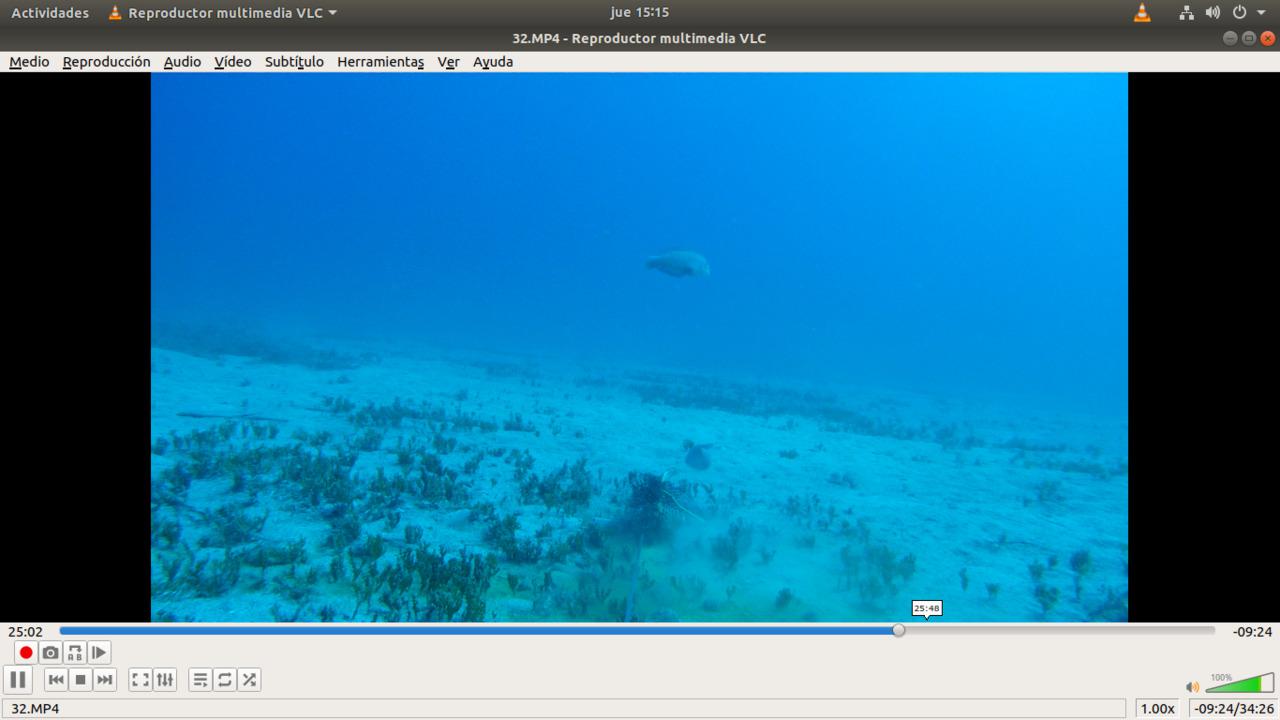 Actividades Reproductor multimedia VLC jue 15:15
32.MP4 - Reproductor multimedia VLC
Medio Reproducción Audio Vídeo Subtítulo Herramientas Ver Ayuda
25:48
25:02 -09:24
A B
100%
32.MP4 1.00x -09:24/34:26